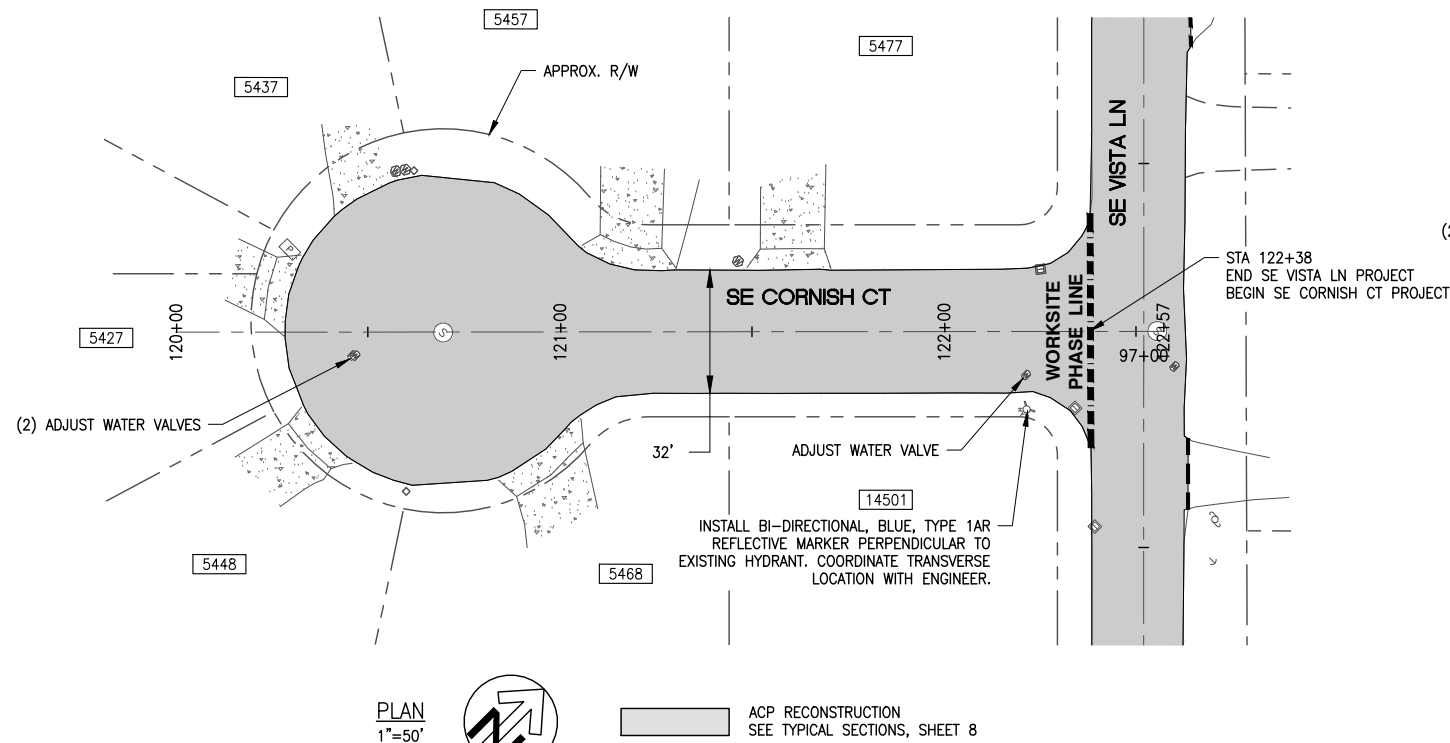 5457
5477
APPROX. R/W
5437
SE VISTA LN
STA 122+38
END SE VISTA LN PROJECT
BEGIN SE CORNISH CT PROJECT
P
SE CORNISH CT
WORKSITE
PHASE LINE
5427
120+00
S
121+00
122+00
97+00
122+57
(2) ADJUST WATER VALVES
32'
ADJUST WATER VALVE
14501
INSTALL BI-DIRECTIONAL, BLUE, TYPE 1AR
REFLECTIVE MARKER PERPENDICULAR TO
EXISTING HYDRANT. COORDINATE TRANSVERSE
LOCATION WITH ENGINEER.
5448
5468
PLAN
1"=50'
ACP RECONSTRUCTION
SEE TYPICAL SECTIONS, SHEET 8